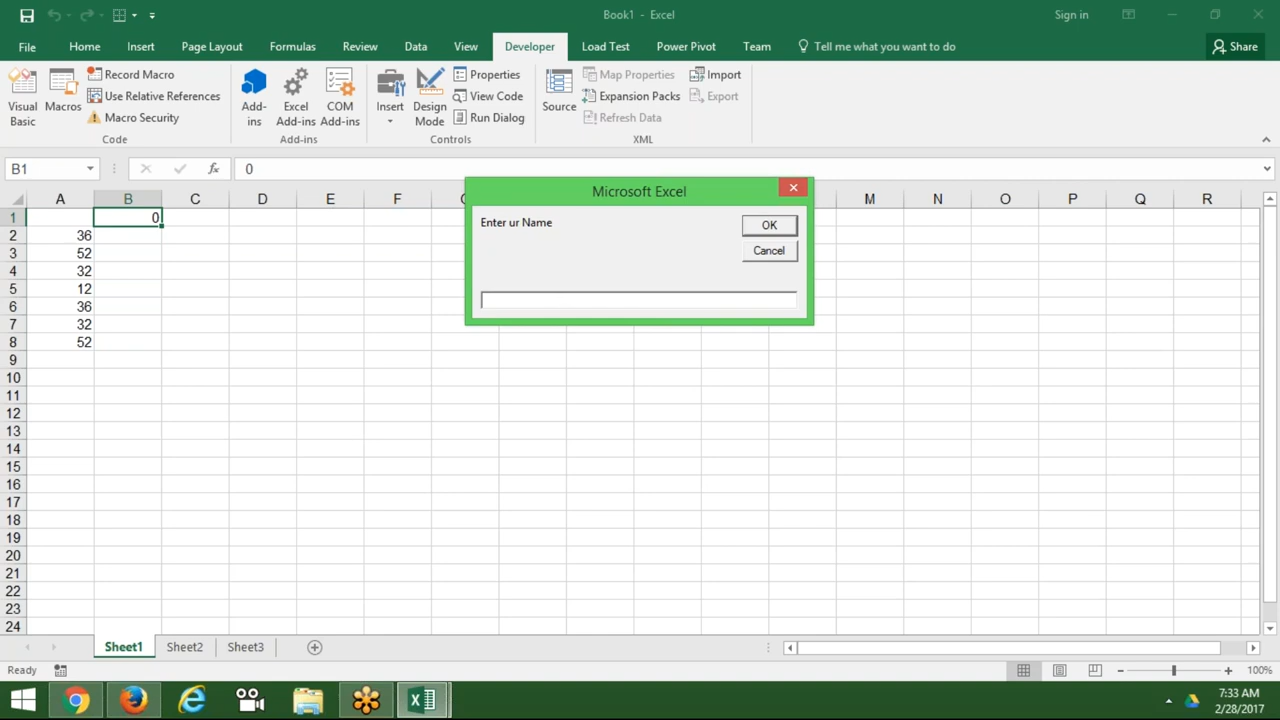 Book1 - Excel
Sign in
File Home Insert Page Layout Formulas Review Data View Developer Load Test Power Pivot Team Tell me what you want to do Share
Visual Basic
Macros
Record Macro
Use Relative References
Macro Security
Code
Add-ins
Excel Add-ins
COM Add-ins
Add-ins
Insert
Design Mode
Properties
View Code
Run Dialog
Controls
Source
Map Properties
Expansion Packs
Refresh Data
Import
Export
XML
B1 fx 0
A B C D E F G M N O P Q R
1 0
2 36
3 52
4 32
5 12
6 36
7 32
8 52
9
10
11
12
13
14
15
16
17
18
19
20
21
22
23
24
Microsoft Excel
Enter ur Name
OK
Cancel
Sheet1 Sheet2 Sheet3
Ready 100%
7:33 AM
2/28/2017